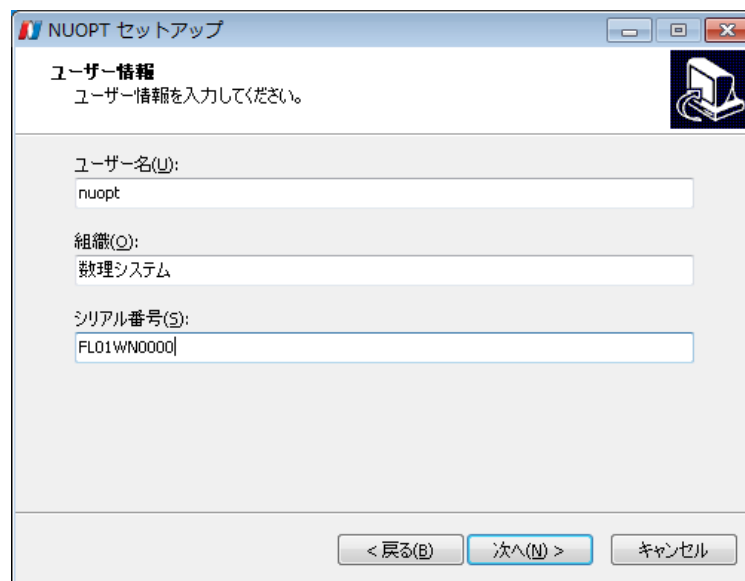 NUOPT セットアップ
ユーザー情報
ユーザー情報を入力してください。
ユーザー名(U):
nuopt
組織(O):
数理システム
シリアル番号(S):
FL01WN0000
< 戻る(B)
次へ(N) >
キャンセル